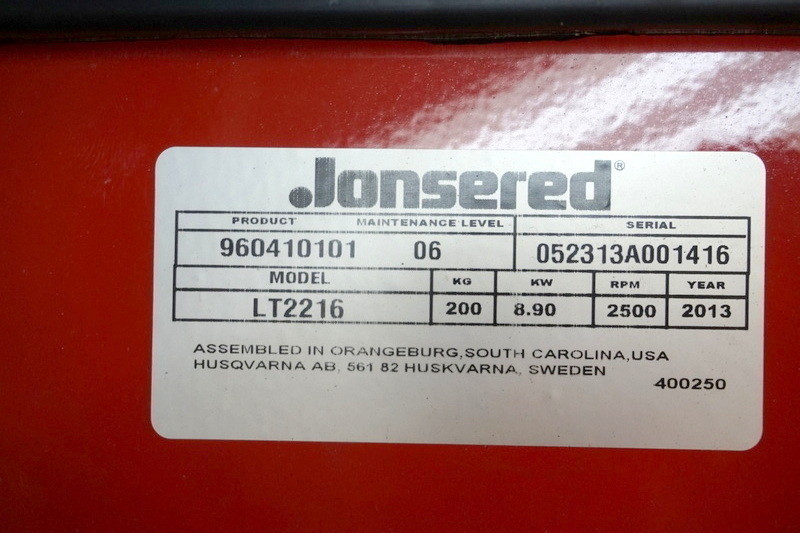 Jonsered®
PRODUCT MAINTENANCE LEVEL SERIAL
960410101 06 052313A001416
MODEL KG KW RPM YEAR
LT2216 200 8.90 2500 2013
ASSEMBLED IN ORANGEBURG,SOUTH CAROLINA,USA
HUSQVARNA AB, 561 82 HUSKVARNA, SWEDEN
400250